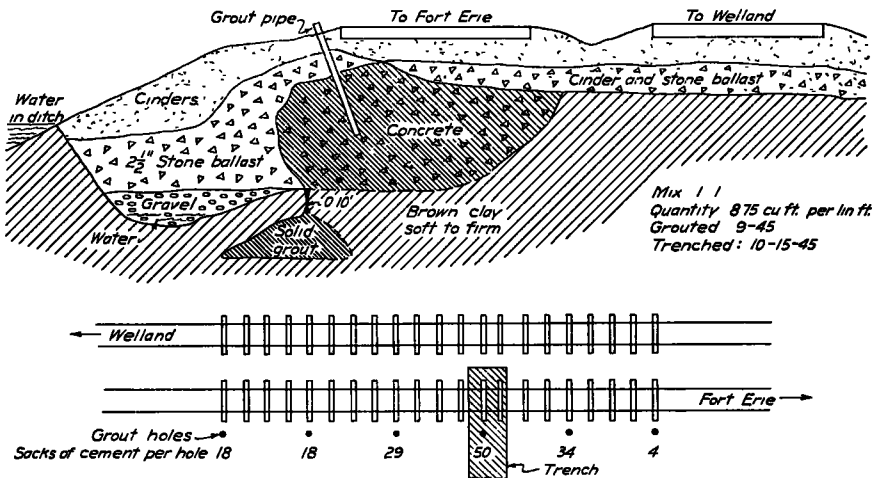 Grout pipe
To Fort Erie
To Welland
Cinders
Cinder and stone ballast
Water
in ditch
Concrete
2½" Stone ballast
Gravel
0.10'
Water
Solid
grout
Brown clay
soft to firm
Mix 1 1
Quantity 8 75 cu ft. per lin ft.
Grouted 9-45
Trenched: 10-15-45
Welland
Fort Erie
Grout holes
Sacks of cement per hole 18 18 29 50 34 4
Trench